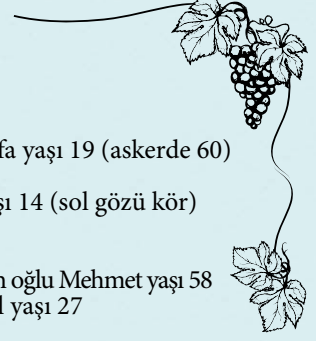 fa yaşı 19 (askerde 60)
şı 14 (sol gözü kör)
n oğlu Mehmet yaşı 58
l yaşı 27